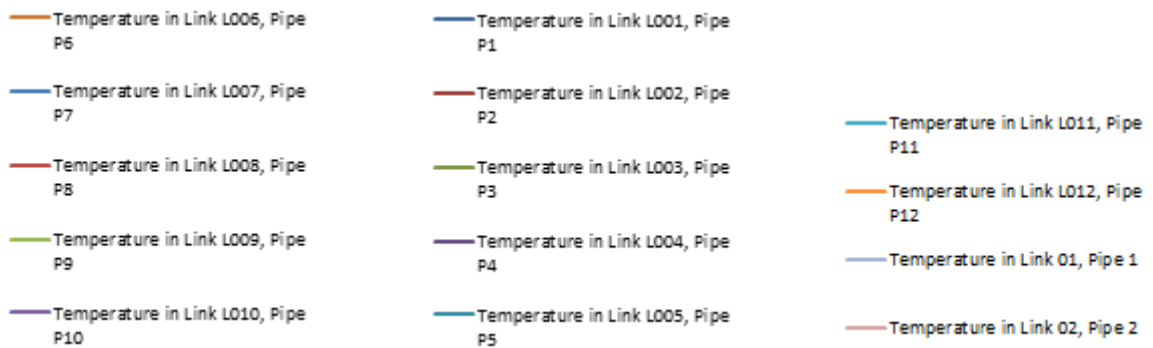 Temperature in Link L006, Pipe
P6
Temperature in Link L007, Pipe
P7
Temperature in Link L008, Pipe
P8
Temperature in Link L009, Pipe
P9
Temperature in Link L010, Pipe
P10
Temperature in Link L001, Pipe
P1
Temperature in Link L002, Pipe
P2
Temperature in Link L003, Pipe
P3
Temperature in Link L004, Pipe
P4
Temperature in Link L005, Pipe
P5
Temperature in Link L011, Pipe
P11
Temperature in Link L012, Pipe
P12
Temperature in Link 01, Pipe 1
Temperature in Link 02, Pipe 2